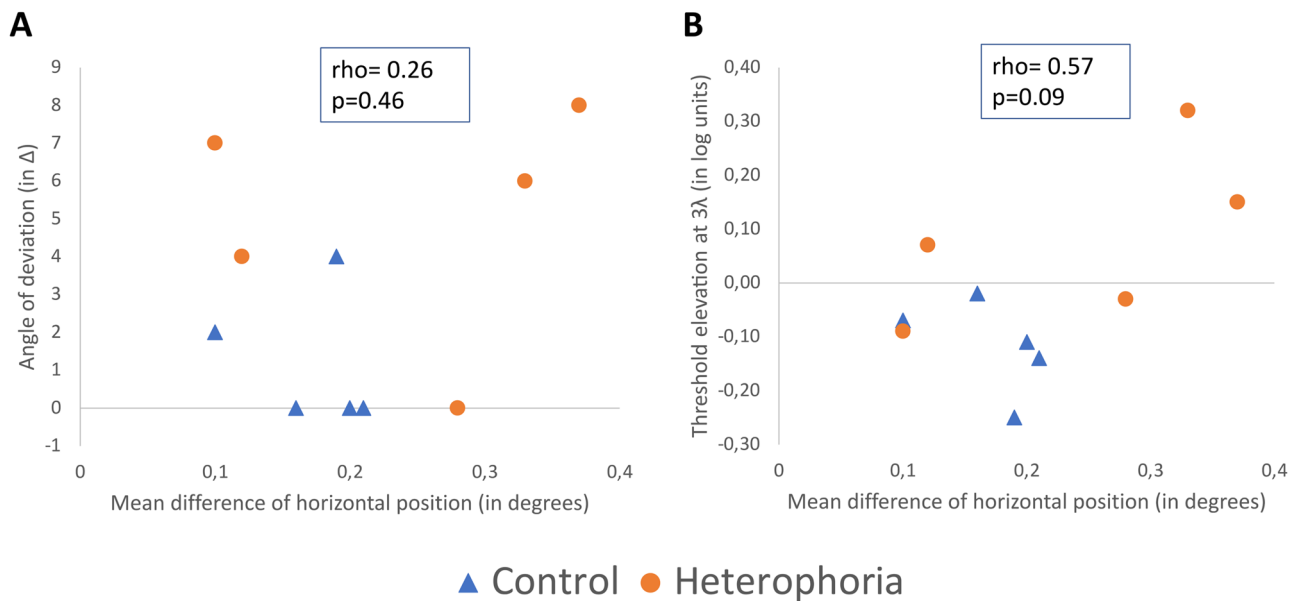 A
rho= 0.26
p=0.46
Angle of deviation (in Δ)
9
8
7
6
5
4
3
2
1
0
-1
0
0,1
0,2
0,3
0,4
Mean difference of horizontal position (in degrees)
B
rho= 0.57
p=0.09
Threshold elevation at 3λ (in log units)
0,40
0,30
0,20
0,10
0,00
-0,10
-0,20
-0,30
0
0,1
0,2
0,3
0,4
Mean difference of horizontal position (in degrees)
Control
Heterophoria